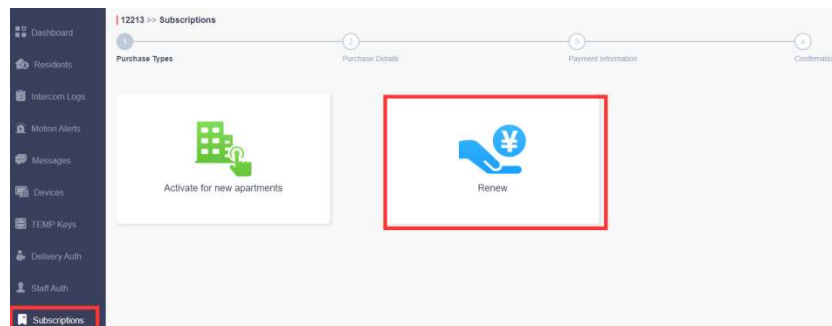 12213 >> Subscriptions
Dashboard
1
2
3
4
Purchase Types
Purchase Details
Payment Information
Confirmatio
Residents
Intercom Logs
Motion Alerts
Messages
Devices
TEMP Keys
Delivery Auth
Staff Auth
Subscriptions
¥
Activate for new apartments
Renew